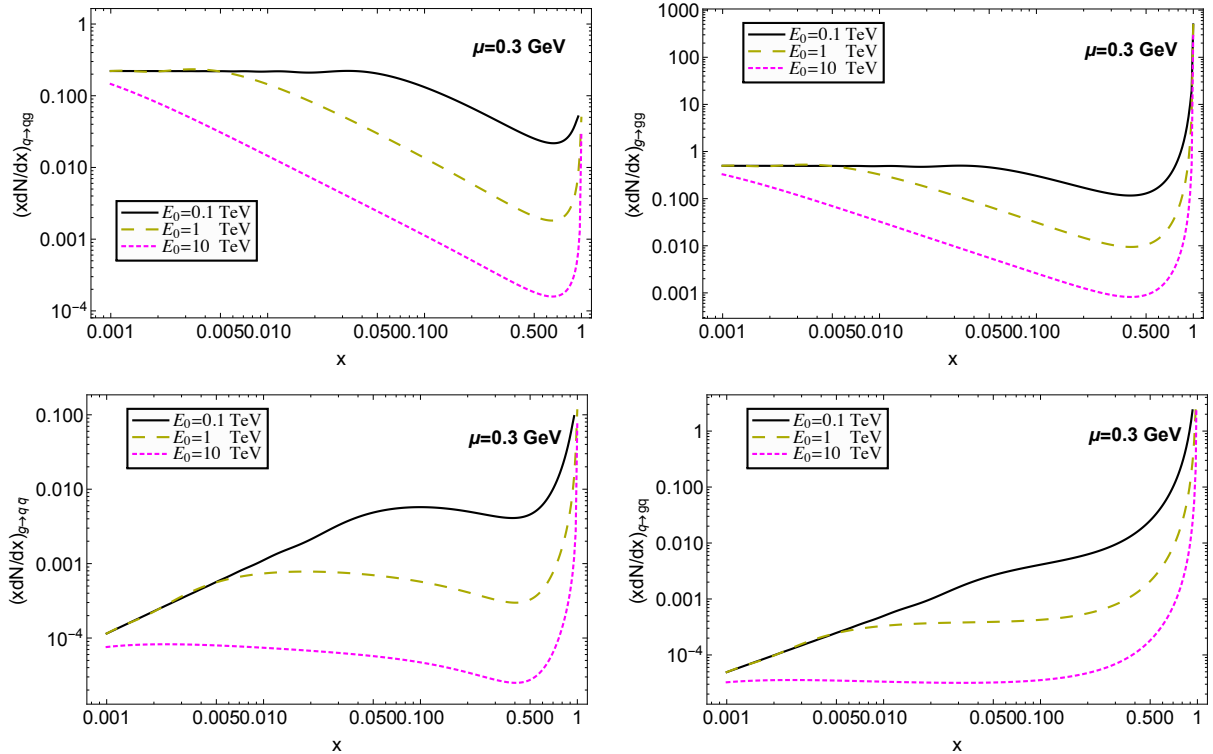 1
0.100
0.010
0.001
10⁻⁴
(xdN/dx)q→qg
μ=0.3 GeV
E₀=0.1 TeV
E₀=1 TeV
E₀=10 TeV
0.001 0.0050.010 0.0500.100 0.500 1
x
1000
100
10
1
0.100
0.010
0.001
(xdN/dx)g→gg
E₀=0.1 TeV
E₀=1 TeV
E₀=10 TeV
μ=0.3 GeV
0.001 0.0050.010 0.0500.100 0.500 1
x
0.100
0.010
0.001
10⁻⁴
(xdN/dx)g→q q
E₀=0.1 TeV
E₀=1 TeV
E₀=10 TeV
μ=0.3 GeV
0.001 0.0050.010 0.0500.100 0.500 1
x
1
0.100
0.010
0.001
10⁻⁴
(xdN/dx)q→gq
E₀=0.1 TeV
E₀=1 TeV
E₀=10 TeV
μ=0.3 GeV
0.001 0.0050.010 0.0500.100 0.500 1
x